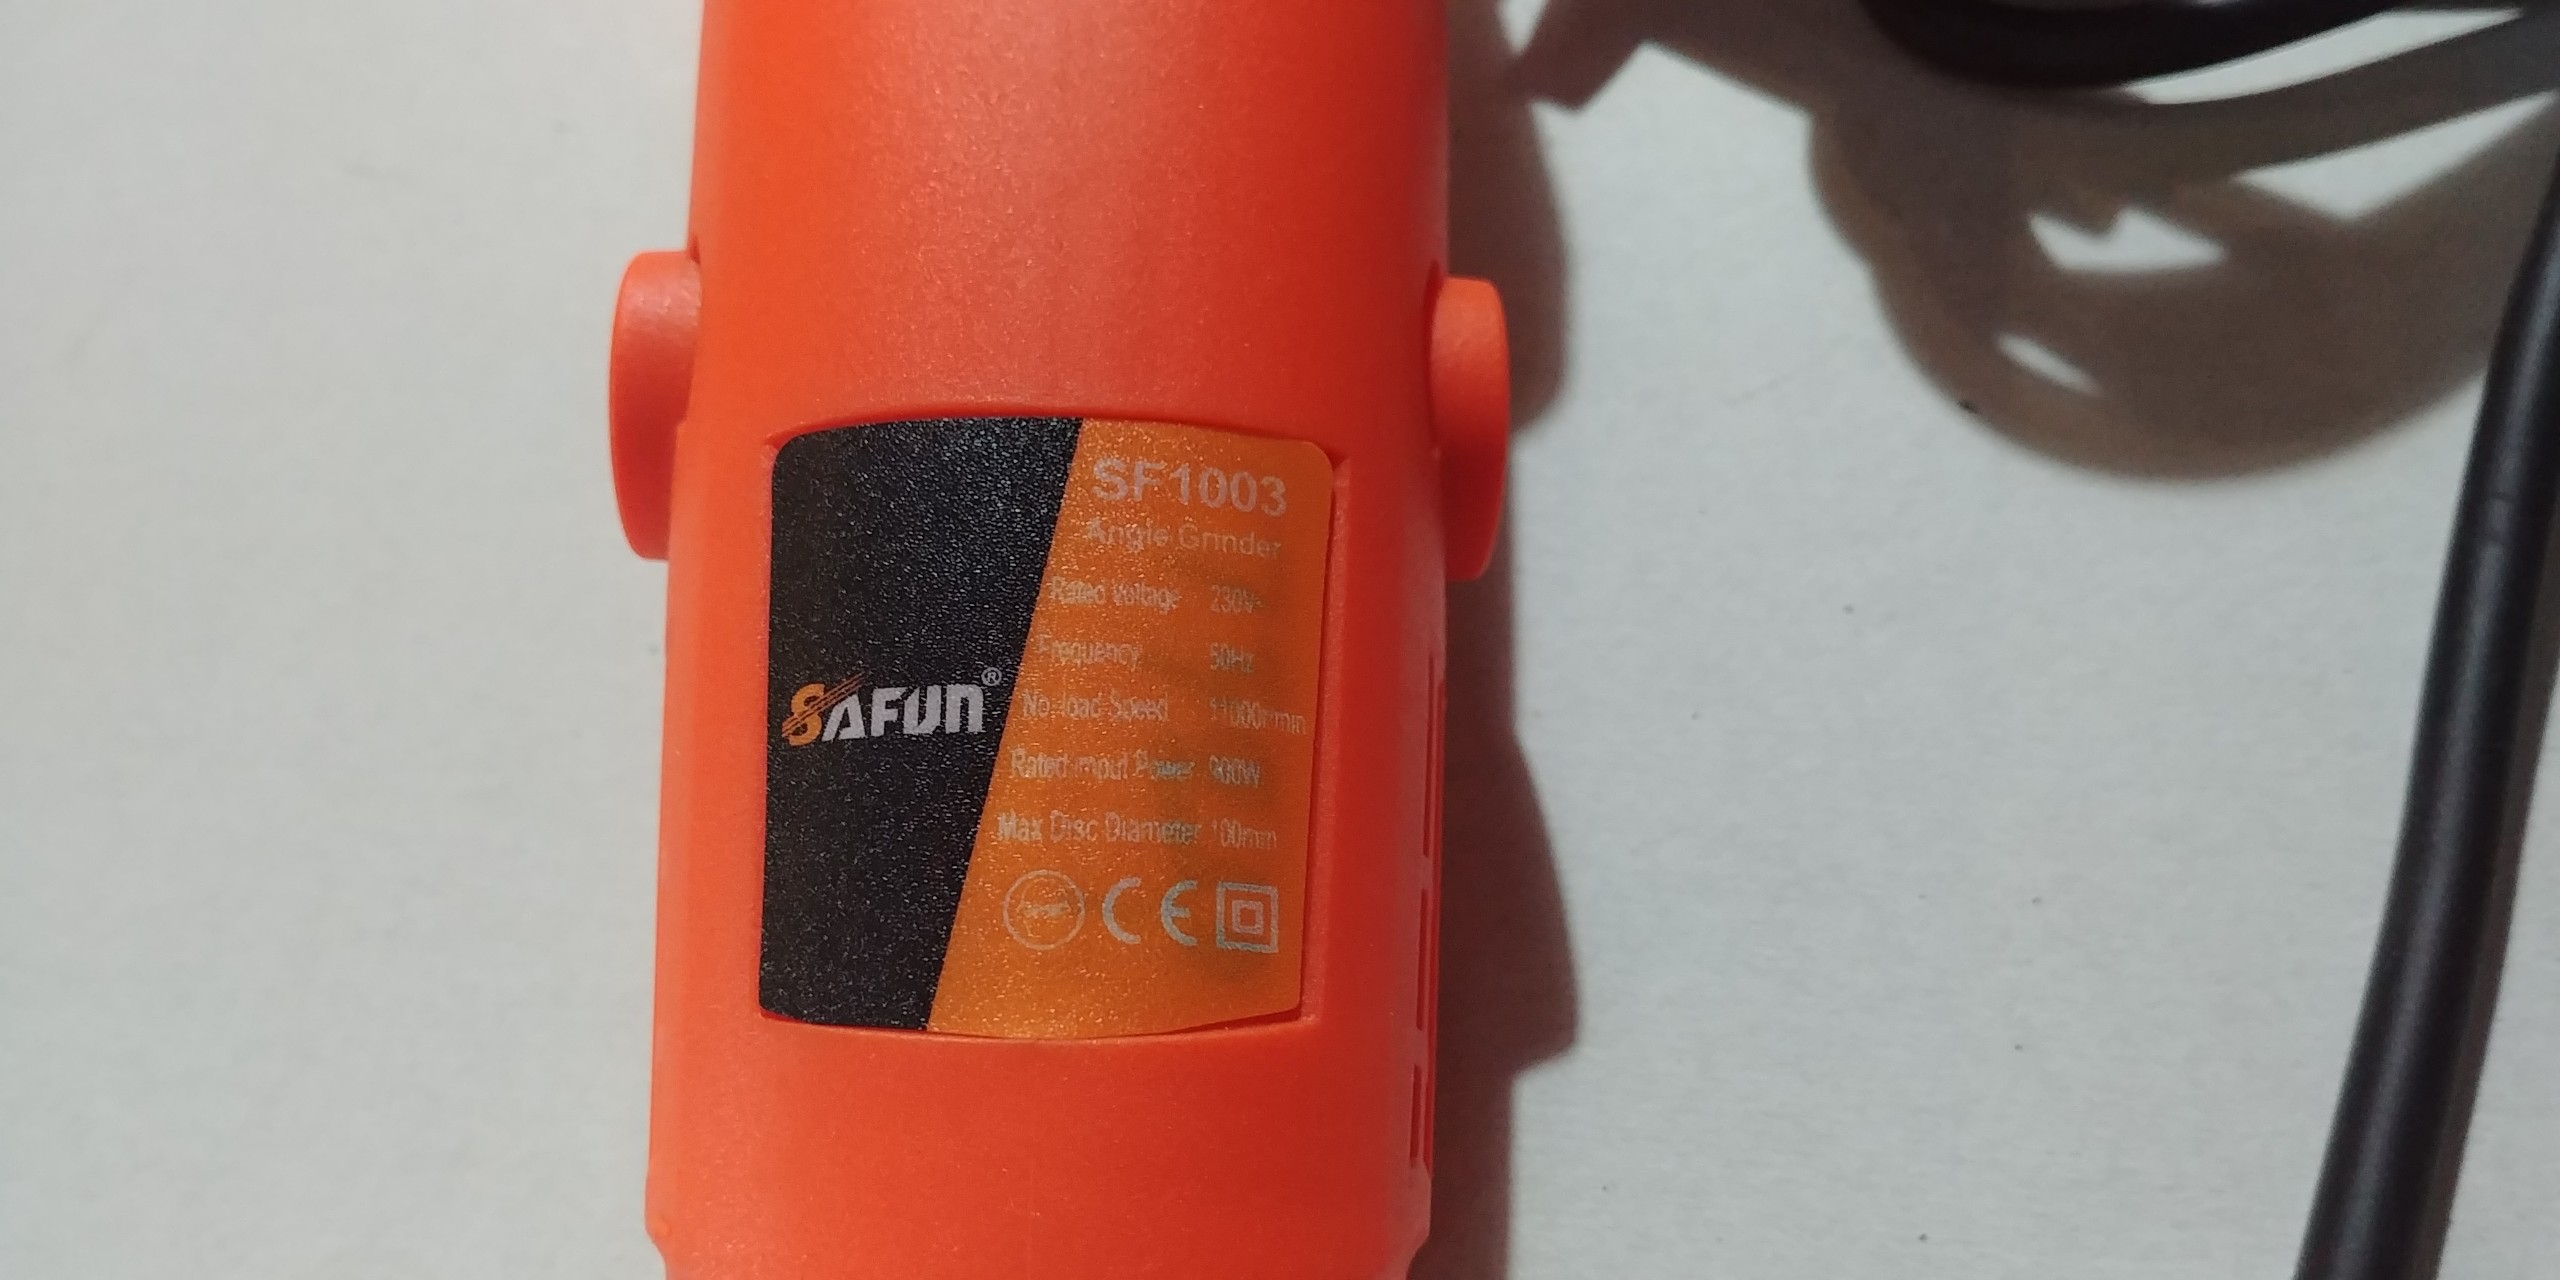 SF1003
Angle Grinder
Rated Voltage 230V~
Frequency 50Hz
No-load Speed 11000r/min
Rated Input Power 900W
Max Disc Diameter 100mm
SAFUN®
CE